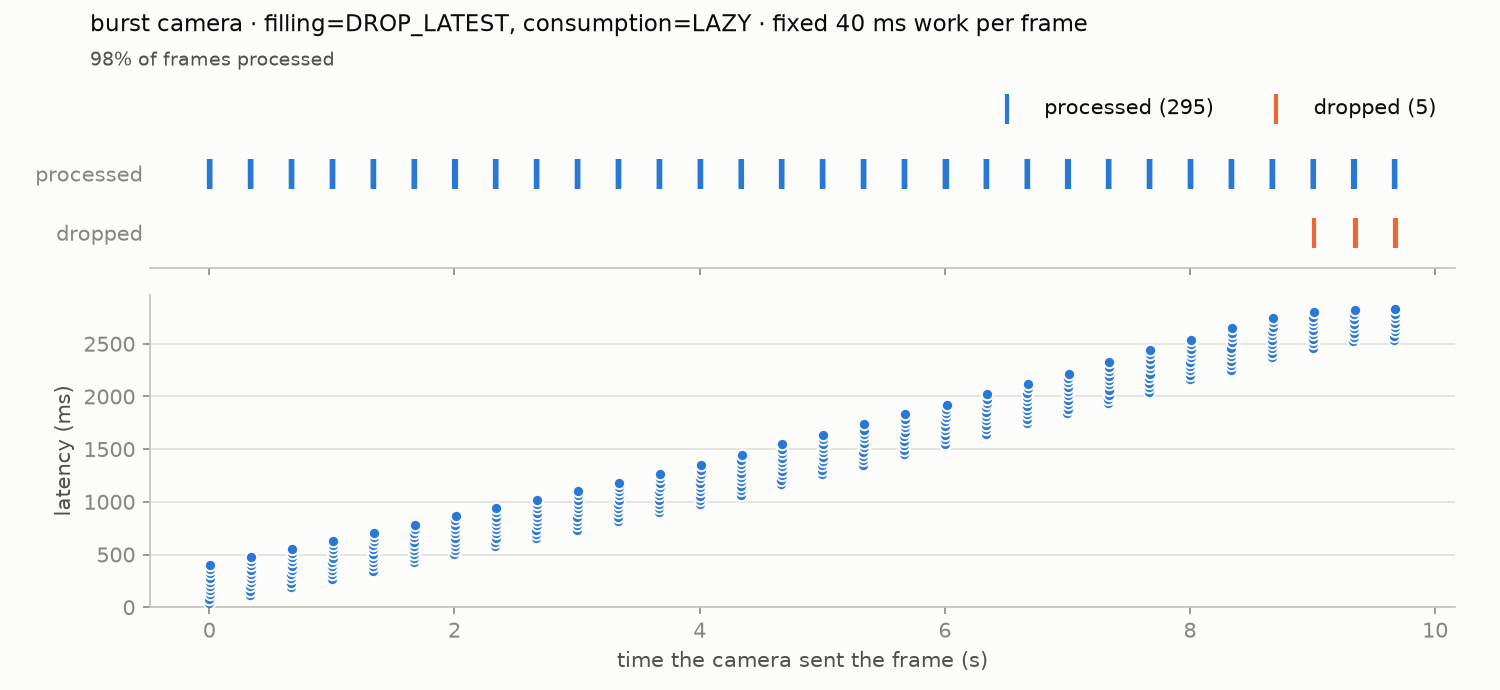 burst camera · filling=DROP_LATEST, consumption=LAZY · fixed 40 ms work per frame
98% of frames processed
processed (295)
dropped (5)
processed
dropped
latency (ms)
2500
2000
1500
1000
500
0
0
2
4
6
8
10
time the camera sent the frame (s)